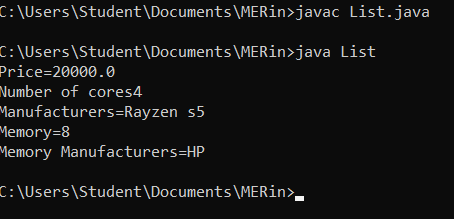 C:\Users\Student\Documents\MERin>javac List.java
C:\Users\Student\Documents\MERin>java List
Price=20000.0
Number of cores4
Manufacturers=Rayzen s5
Memory=8
Memory Manufacturers=HP
C:\Users\Student\Documents\MERin>